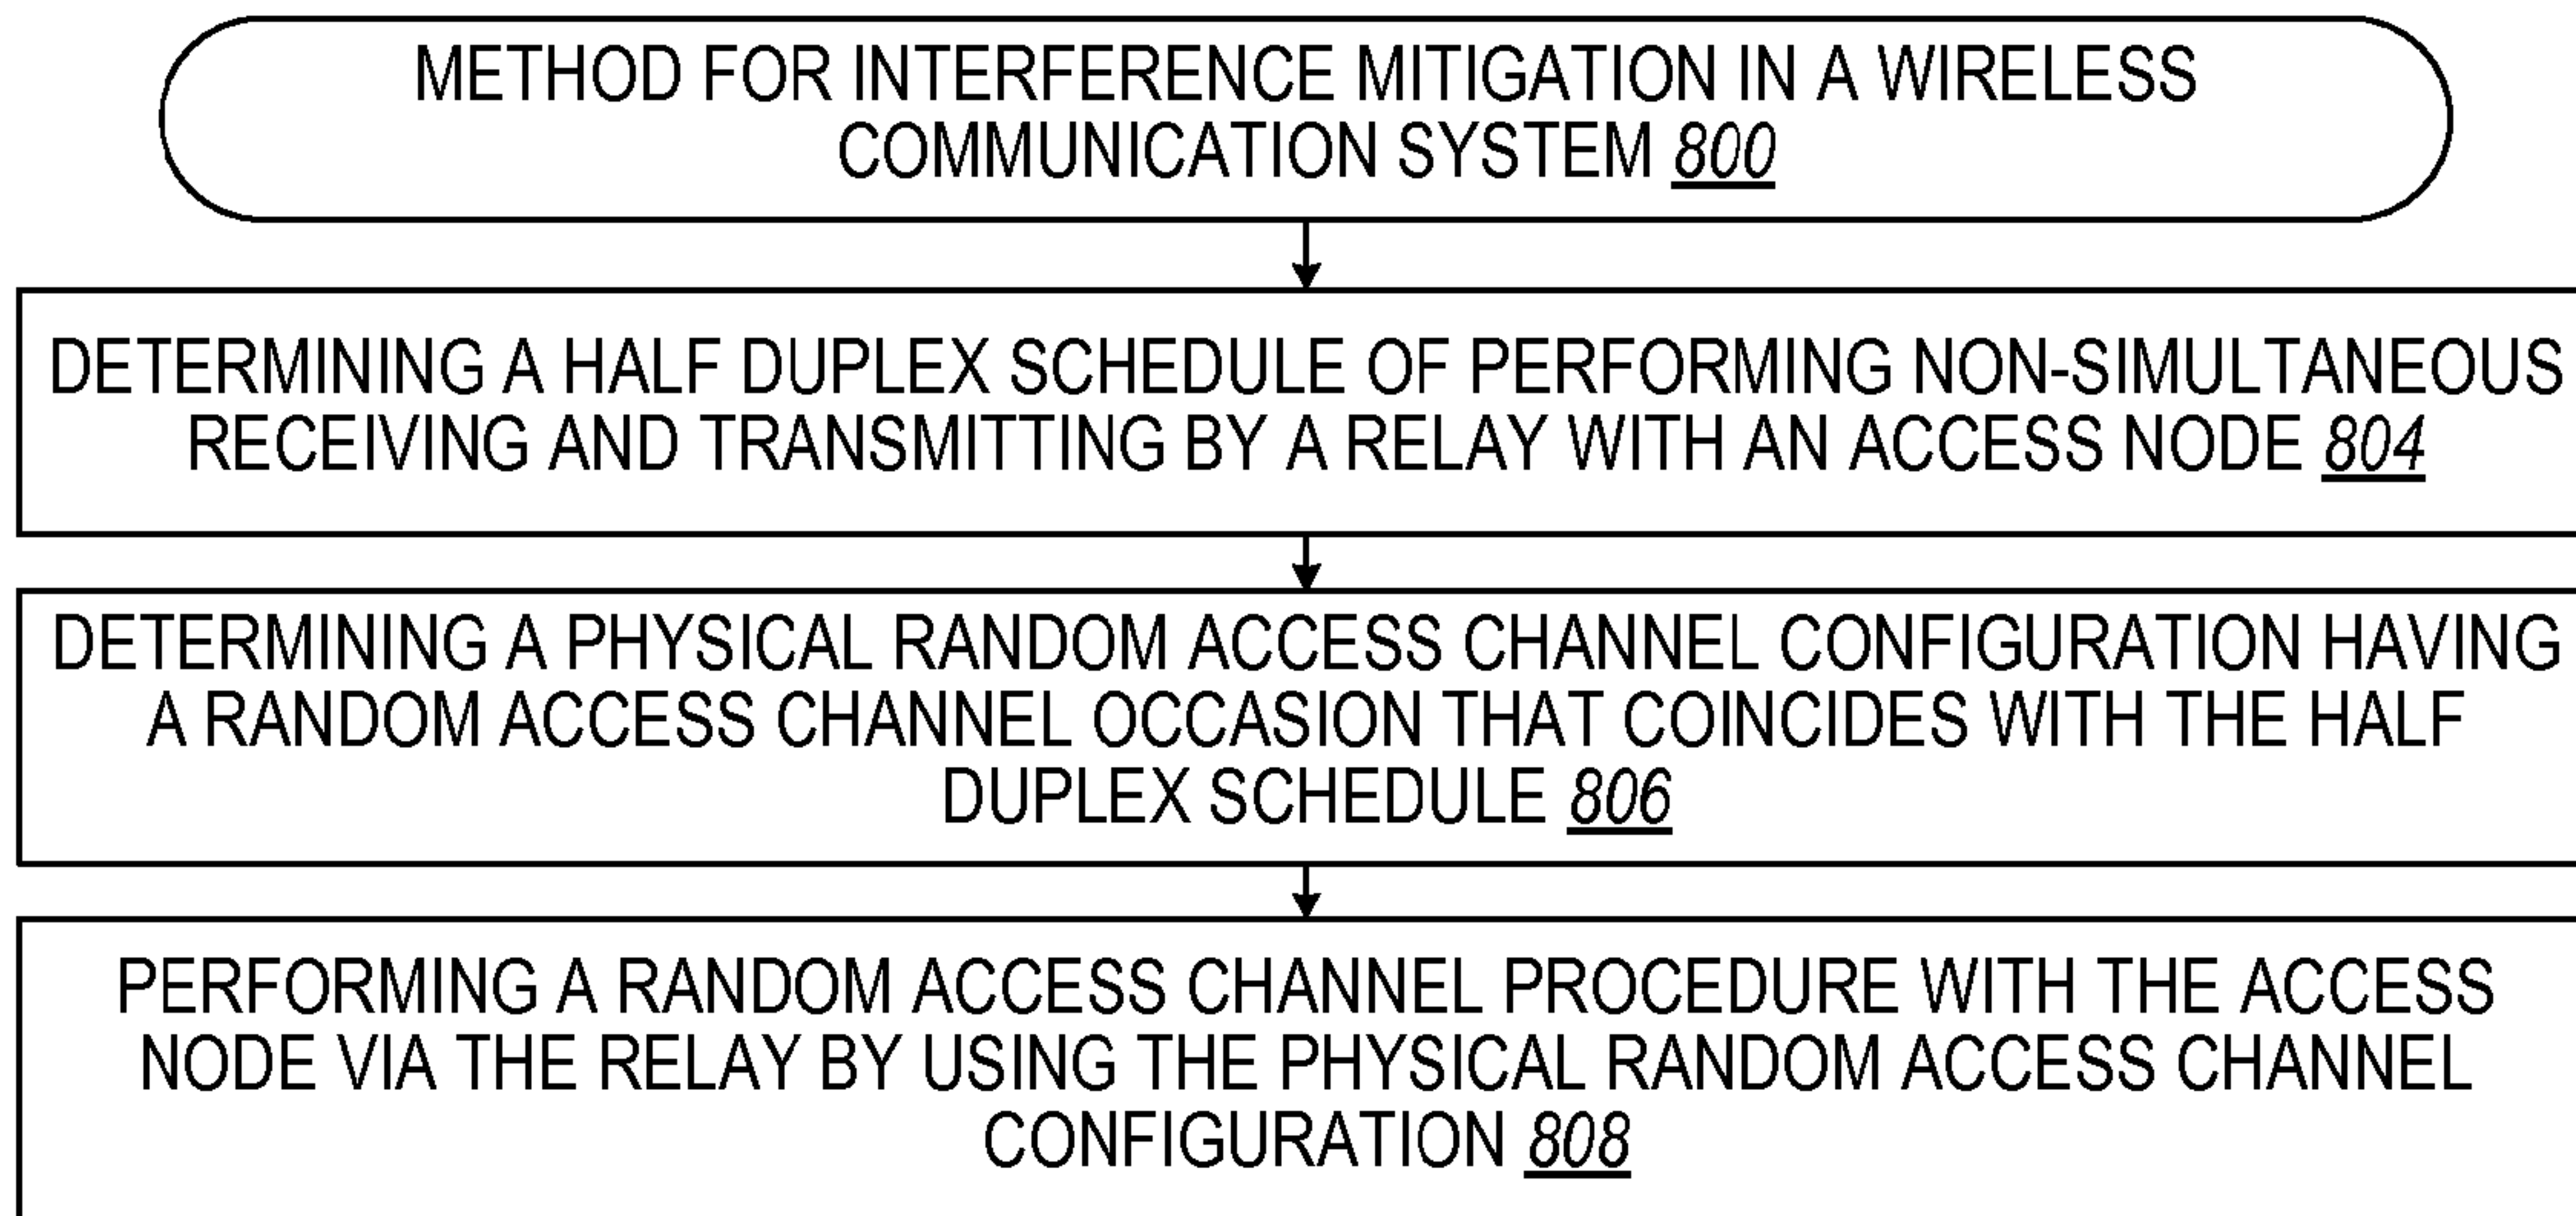 METHOD FOR INTERFERENCE MITIGATION IN A WIRELESS
COMMUNICATION SYSTEM 800
DETERMINING A HALF DUPLEX SCHEDULE OF PERFORMING NON-SIMULTANEOUS
RECEIVING AND TRANSMITTING BY A RELAY WITH AN ACCESS NODE 804
DETERMINING A PHYSICAL RANDOM ACCESS CHANNEL CONFIGURATION HAVING
A RANDOM ACCESS CHANNEL OCCASION THAT COINCIDES WITH THE HALF
DUPLEX SCHEDULE 806
PERFORMING A RANDOM ACCESS CHANNEL PROCEDURE WITH THE ACCESS
NODE VIA THE RELAY BY USING THE PHYSICAL RANDOM ACCESS CHANNEL
CONFIGURATION 808